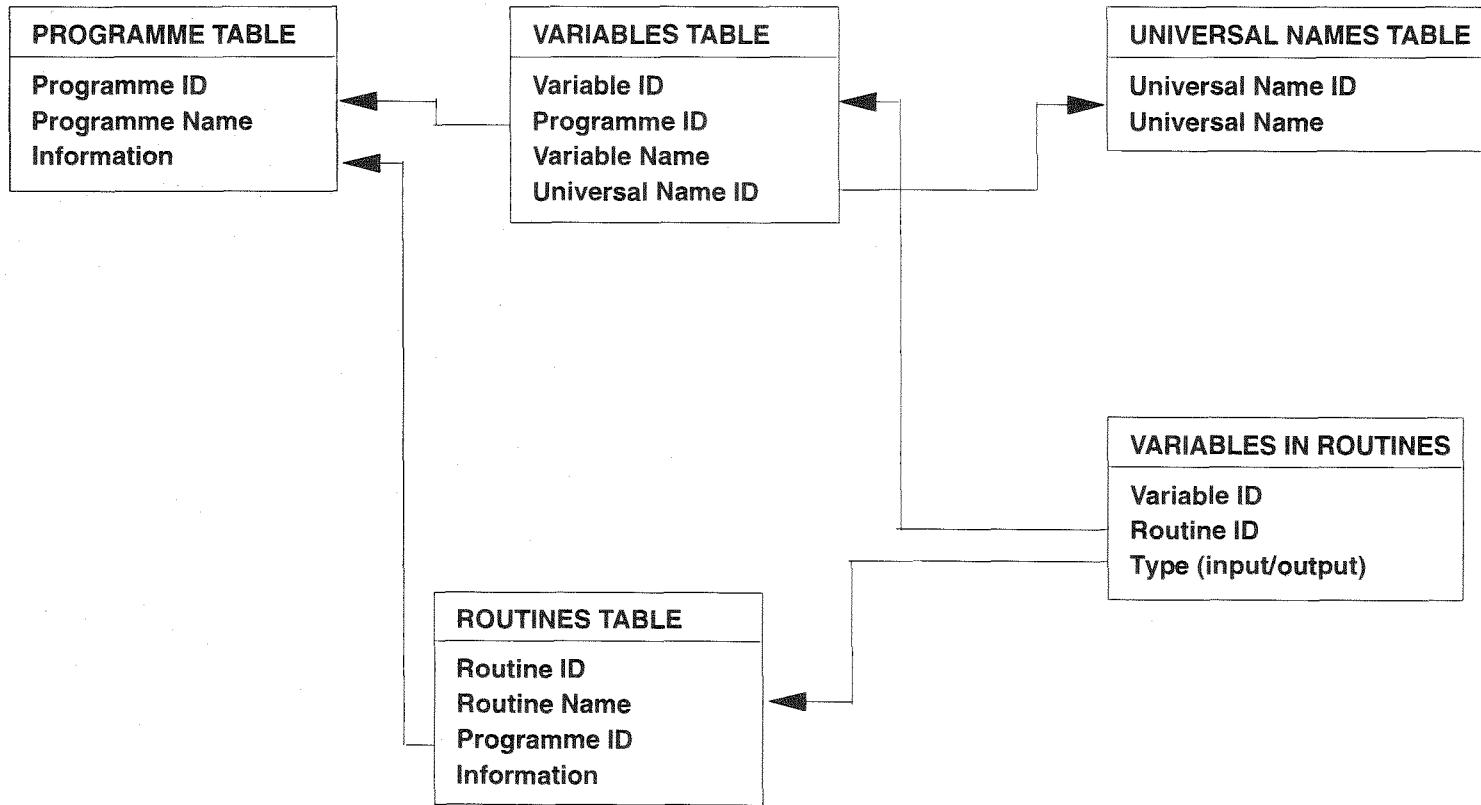 PROGRAMME TABLE
Programme ID
Programme Name
Information
VARIABLES TABLE
Variable ID
Programme ID
Variable Name
Universal Name ID
UNIVERSAL NAMES TABLE
Universal Name ID
Universal Name
VARIABLES IN ROUTINES
Variable ID
Routine ID
Type (input/output)
ROUTINES TABLE
Routine ID
Routine Name
Programme ID
Information